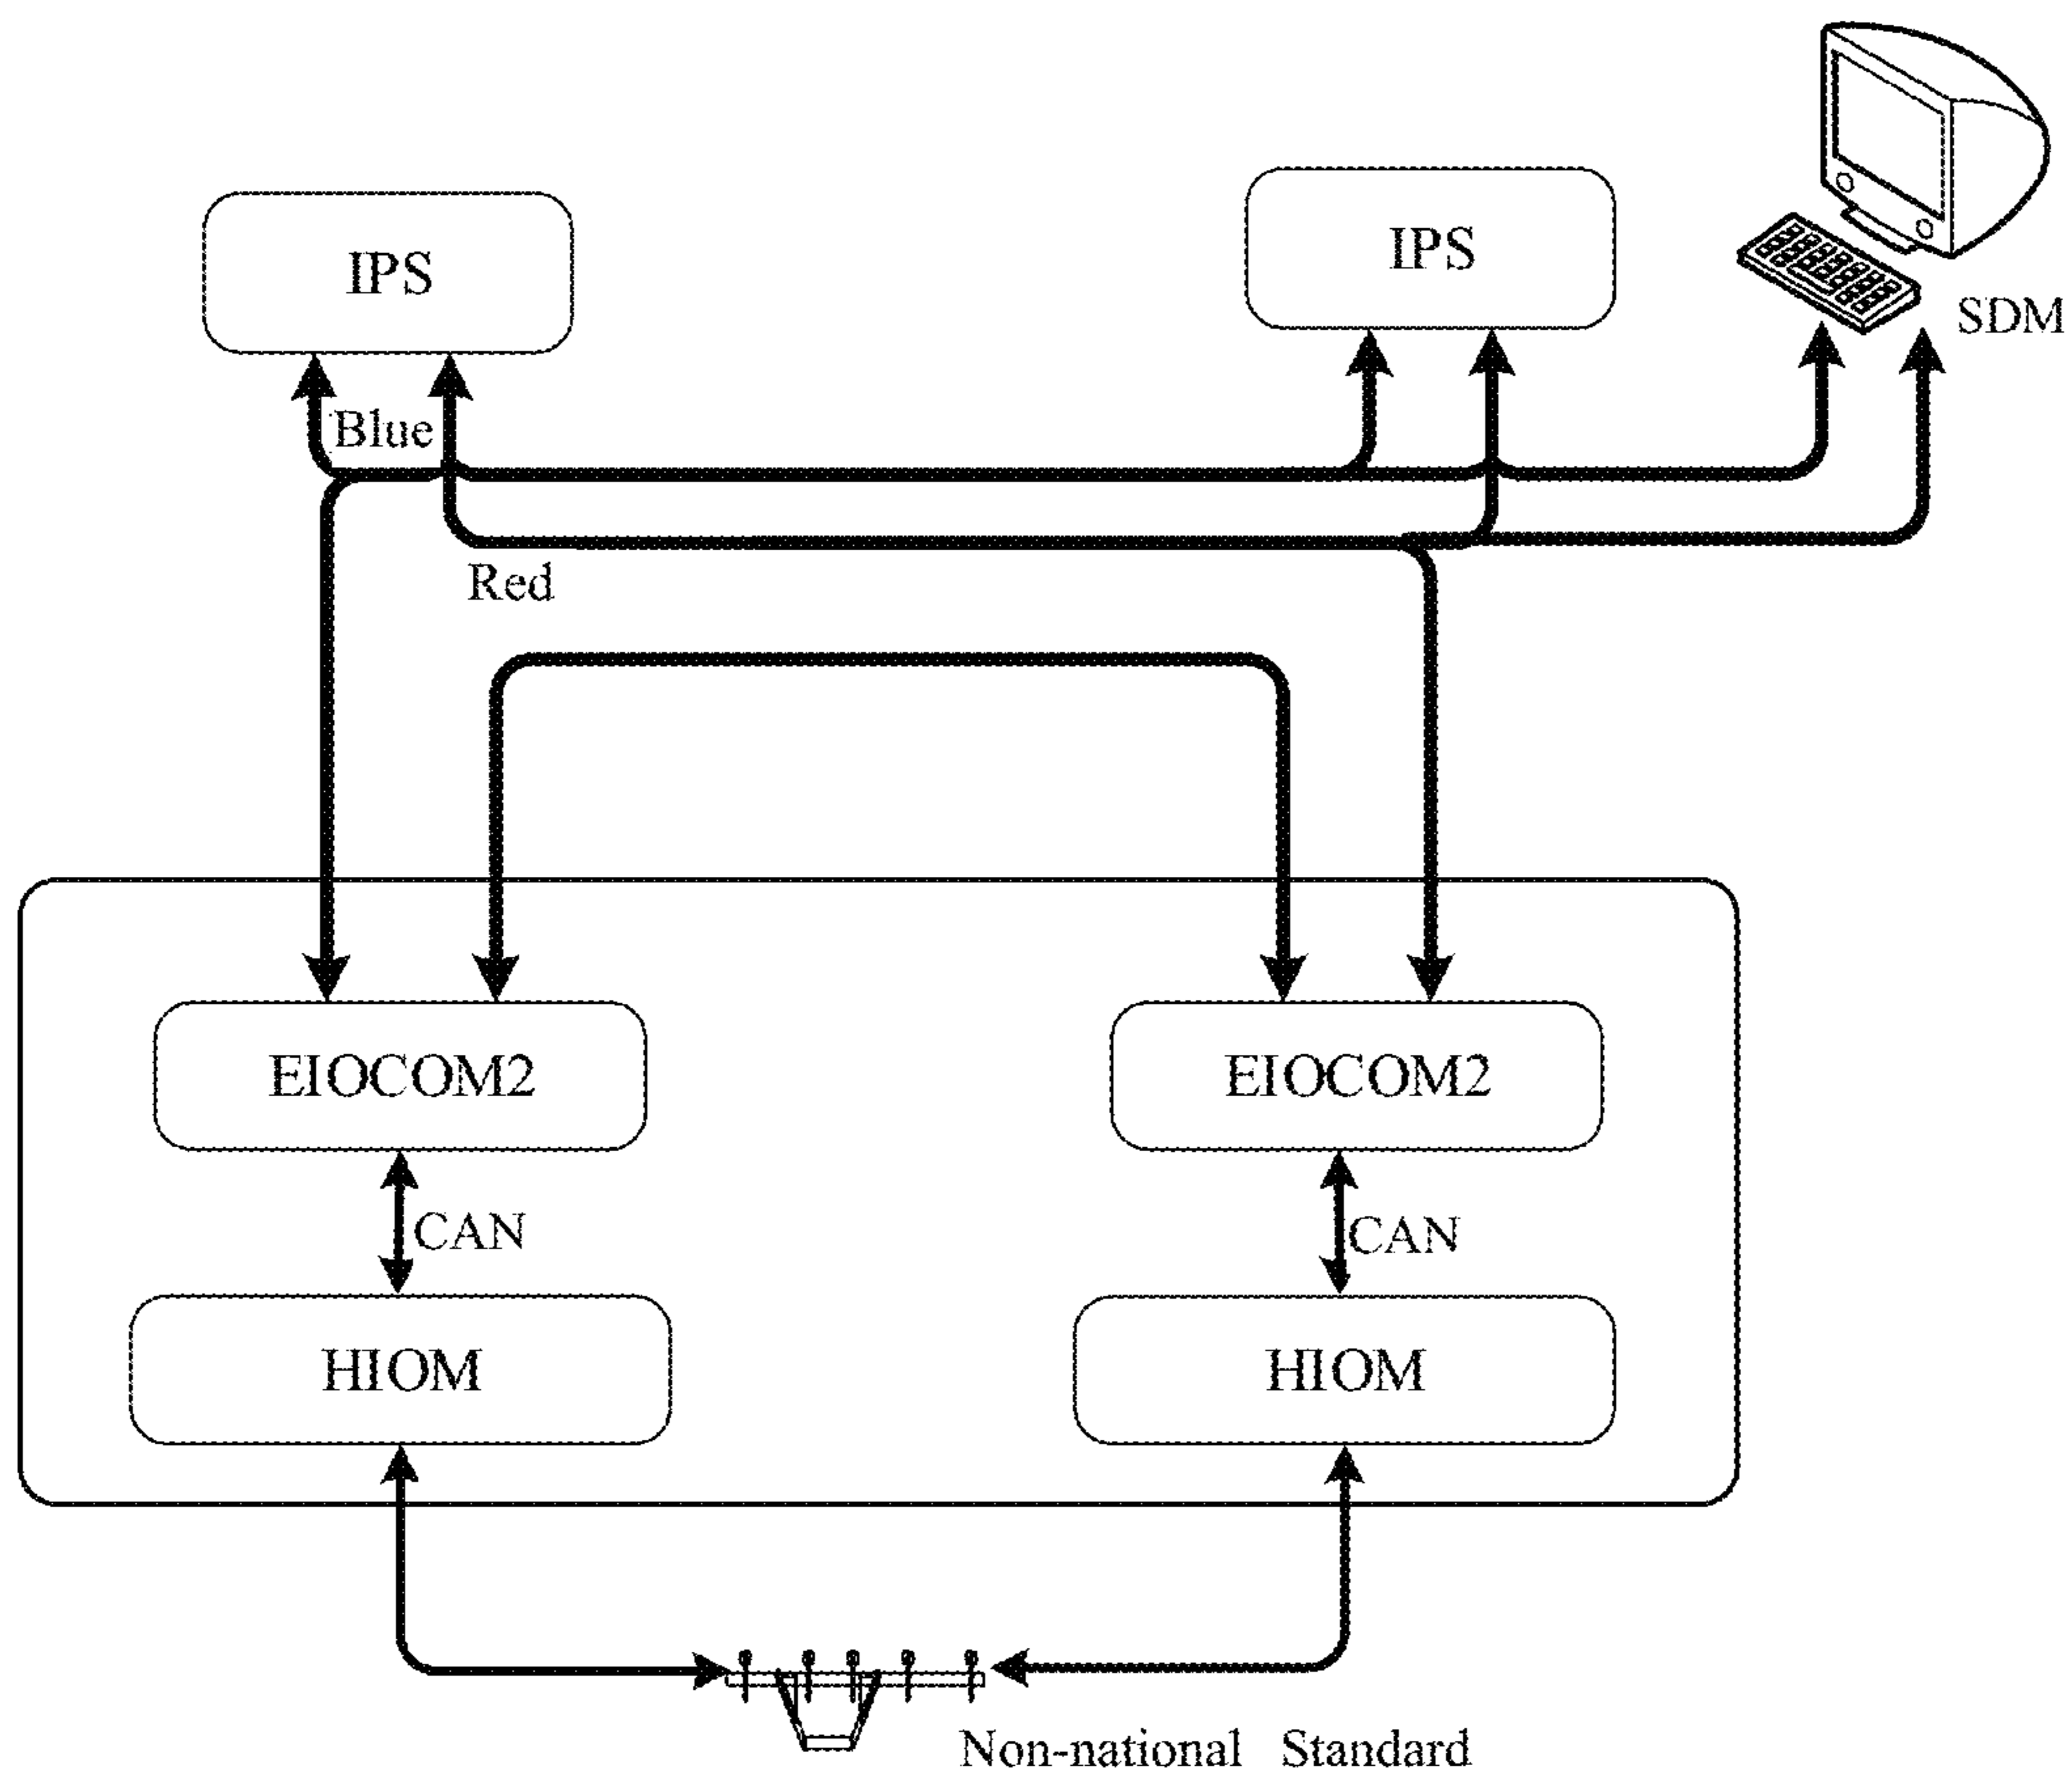 IPS
IPS
SDM
Blue
Red
EIOCOM2
EIOCOM2
CAN
CAN
HIOM
HIOM
Non-national Standard